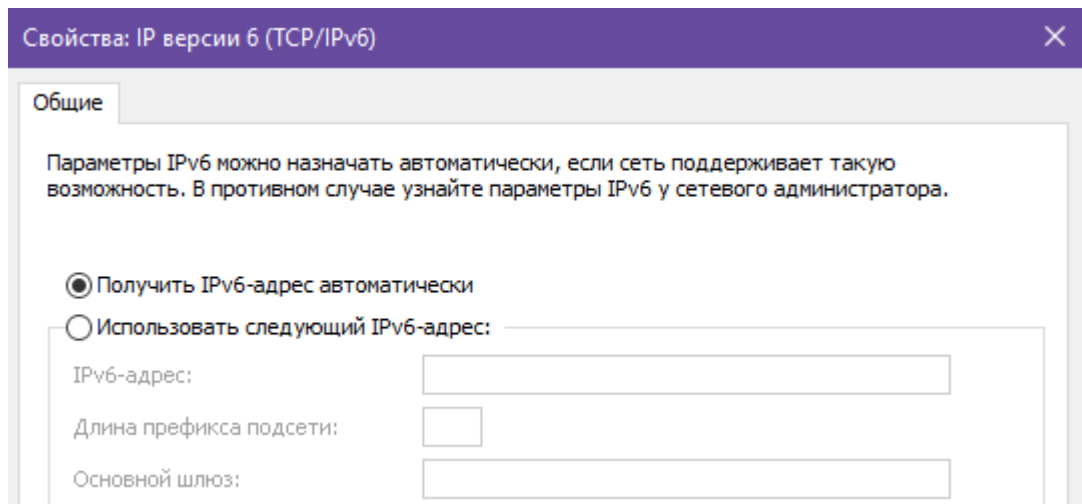 Свойства: IP версии 6 (TCP/IPv6)
Общие
Параметры IPv6 можно назначать автоматически, если сеть поддерживает такую
возможность. В противном случае узнайте параметры IPv6 у сетевого администратора.
Получить IPv6-адрес автоматически
Использовать следующий IPv6-адрес:
IPv6-адрес:
Длина префикса подсети:
Основной шлюз: